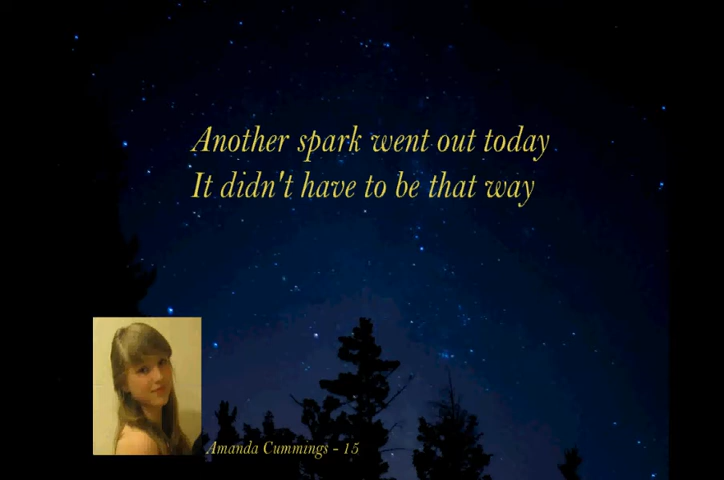 Another spark went out today
It didn't have to be that way
Amanda Cummings - 15